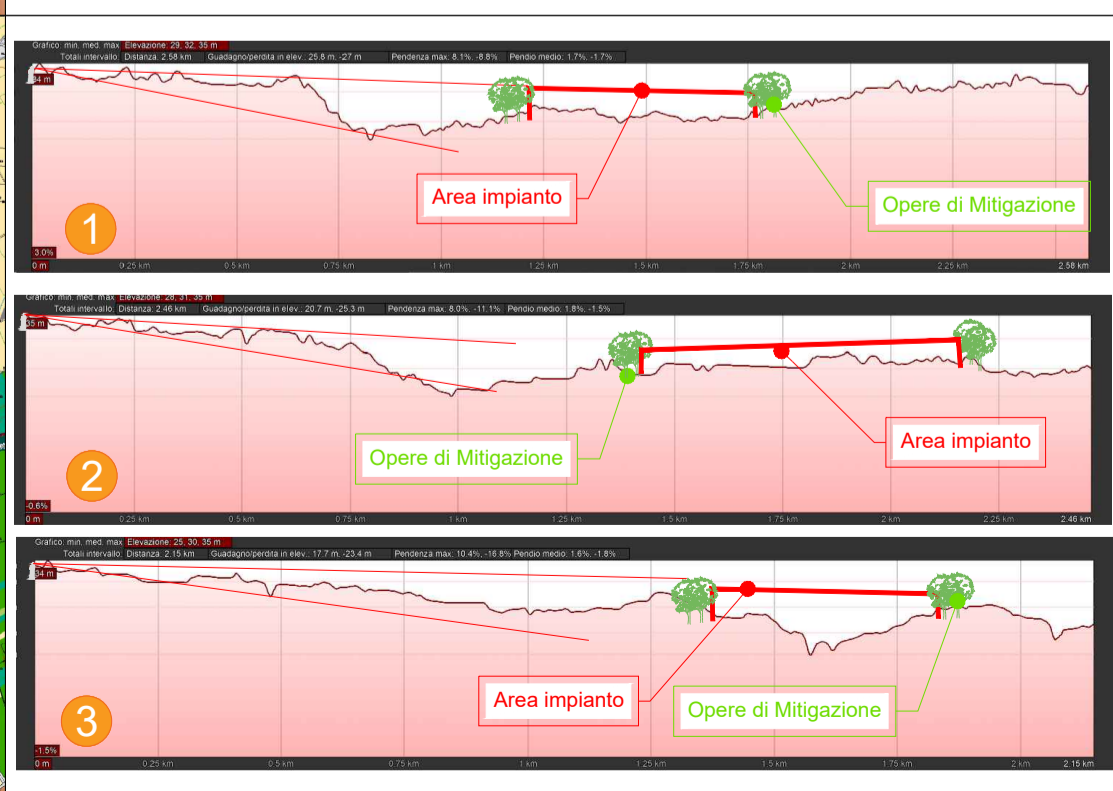 Grafico: min, med, max Elevazione: 29, 32, 35 m
Totali intervallo: Distanza: 2.58 km Guadagno/perdita in elev.: 25.8 m, -27 m Pendenza max: 8.1%, -8.8% Pendio medio: 1.7%, -1.7%
34 m
Area impianto
Opere di Mitigazione
1
3.0%
0 m 0.25 km 0.5 km 0.75 km 1 km 1.25 km 1.5 km 1.75 km 2 km 2.25 km 2.58 km
Grafico: min, med, max Elevazione: 28, 31, 35 m
Totali intervallo: Distanza: 2.46 km Guadagno/perdita in elev.: 20.7 m, -25.3 m Pendenza max: 8.0%, -11.1% Pendio medio: 1.8%, -1.5%
35 m
Area impianto
Opere di Mitigazione
2
-0.6%
0 m 0.25 km 0.5 km 0.75 km 1 km 1.25 km 1.5 km 1.75 km 2 km 2.25 km 2.46 km
Grafico: min, med, max Elevazione: 25, 30, 35 m
Totali intervallo: Distanza: 2.15 km Guadagno/perdita in elev.: 17.7 m, -23.4 m Pendenza max: 10.4%, -16.8% Pendio medio: 1.6%, -1.8%
34 m
Area impianto
Opere di Mitigazione
3
-1.5%
0 m 0.25 km 0.5 km 0.75 km 1 km 1.25 km 1.5 km 1.75 km 2 km 2.15 km